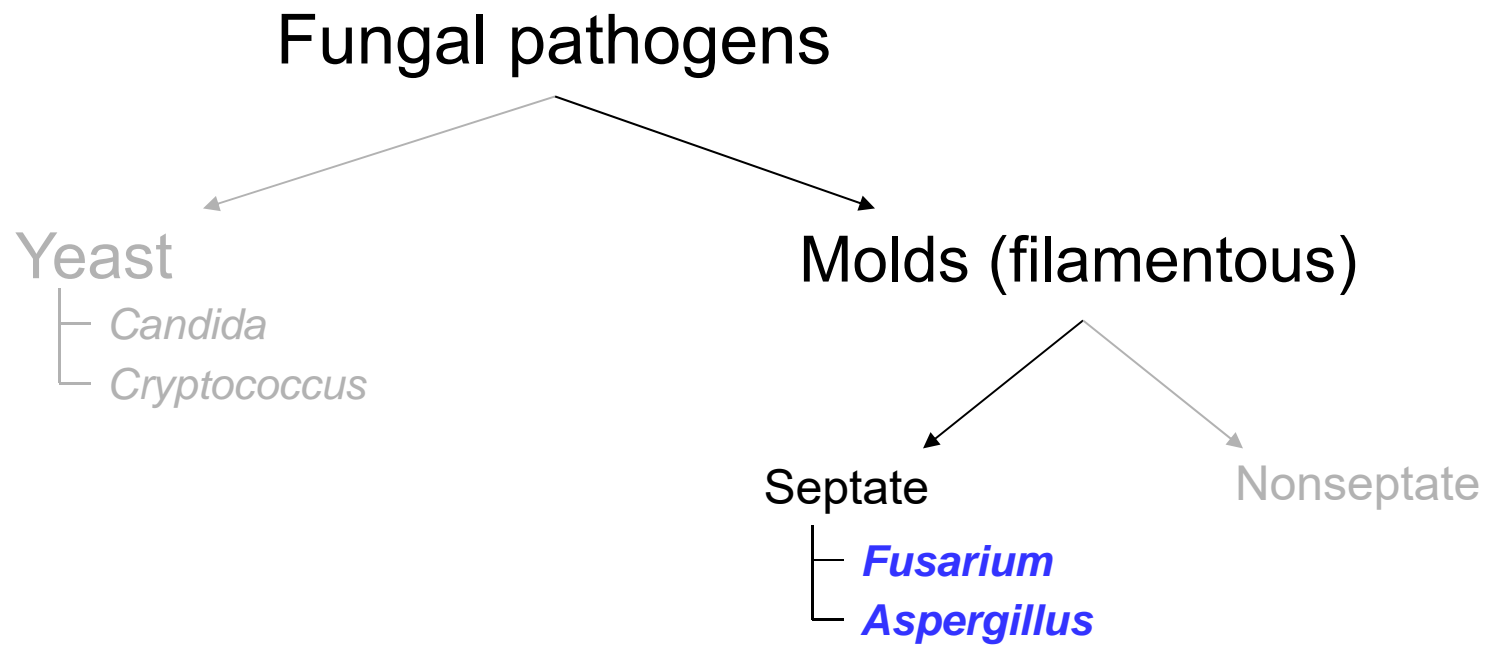 Fungal pathogens
Yeast
Candida
Cryptococcus
Molds (filamentous)
Septate
Fusarium
Aspergillus
Nonseptate